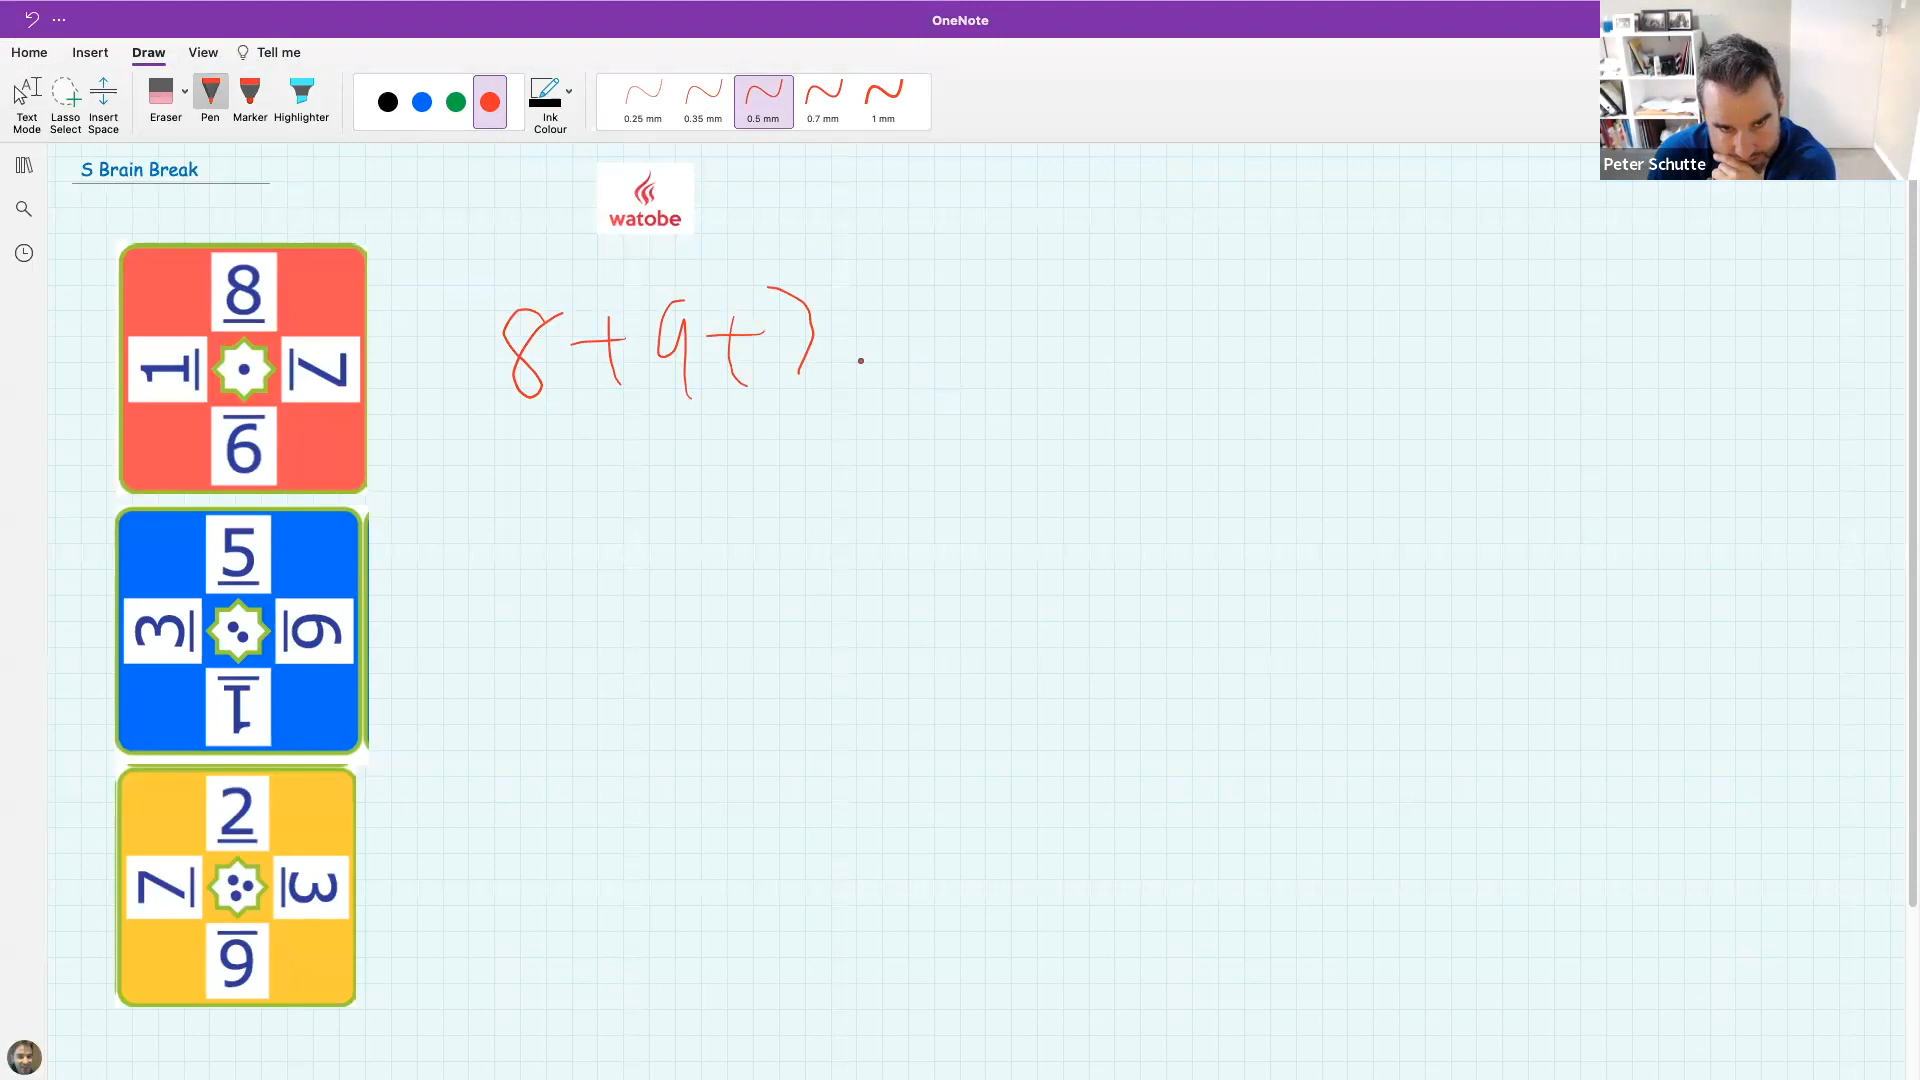 OneNote
Home Insert Draw View Tell me
Text Mode
Lasso Select
Insert Space
Eraser
Pen
Marker
Highlighter
Ink Colour
0.25 mm
0.35 mm
0.5 mm
0.7 mm
1 mm
Peter Schutte
S Brain Break
watobe
8
1 7
9
8+9+7
5
3 6
1
2
7 3
6